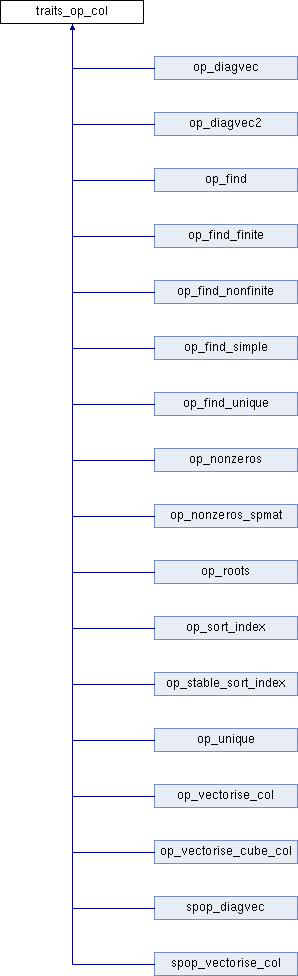 traits_op_col
op_diagvec
op_diagvec2
op_find
op_find_finite
op_find_nonfinite
op_find_simple
op_find_unique
op_nonzeros
op_nonzeros_spmat
op_roots
op_sort_index
op_stable_sort_index
op_unique
op_vectorise_col
op_vectorise_cube_col
spop_diagvec
spop_vectorise_col